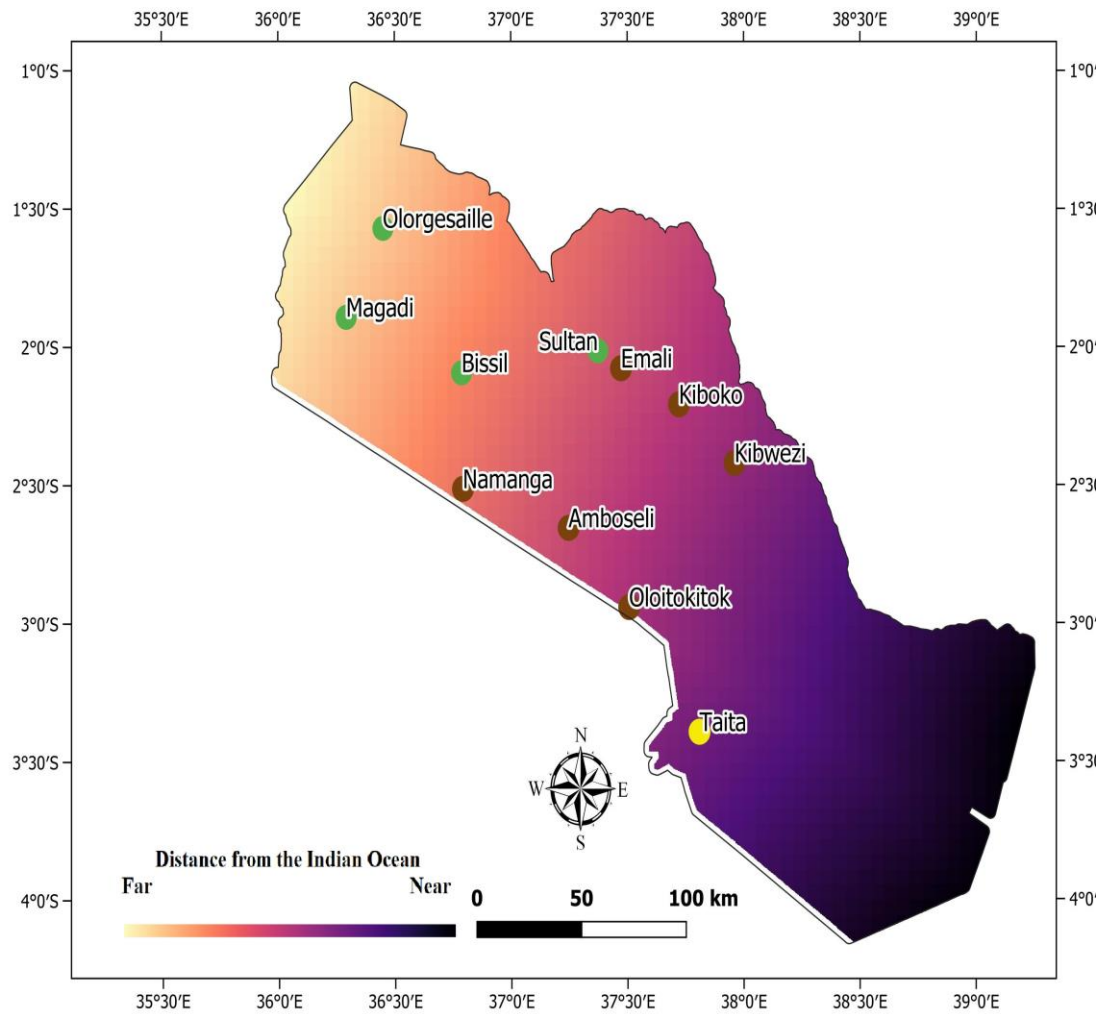 35°30′E 36°0′E 36°30′E 37°0′E 37°30′E 38°0′E 38°30′E 39°0′E
1°0′S 1°0′
1°30′S 1°30′
Olorgesaille
Magadi
2°0′S 2°0′
Sultan
Emali
Bissil
Kiboko
Kibwezi
2°30′S 2°30′
Namanga
Amboseli
Oloitokitok
3°0′S 3°0′
Taita
N
3°30′S 3°30′
W E
S
Distance from the Indian Ocean
Far Near
0 50 100 km
4°0′S 4°0′
35°30′E 36°0′E 36°30′E 37°0′E 37°30′E 38°0′E 38°30′E 39°0′E